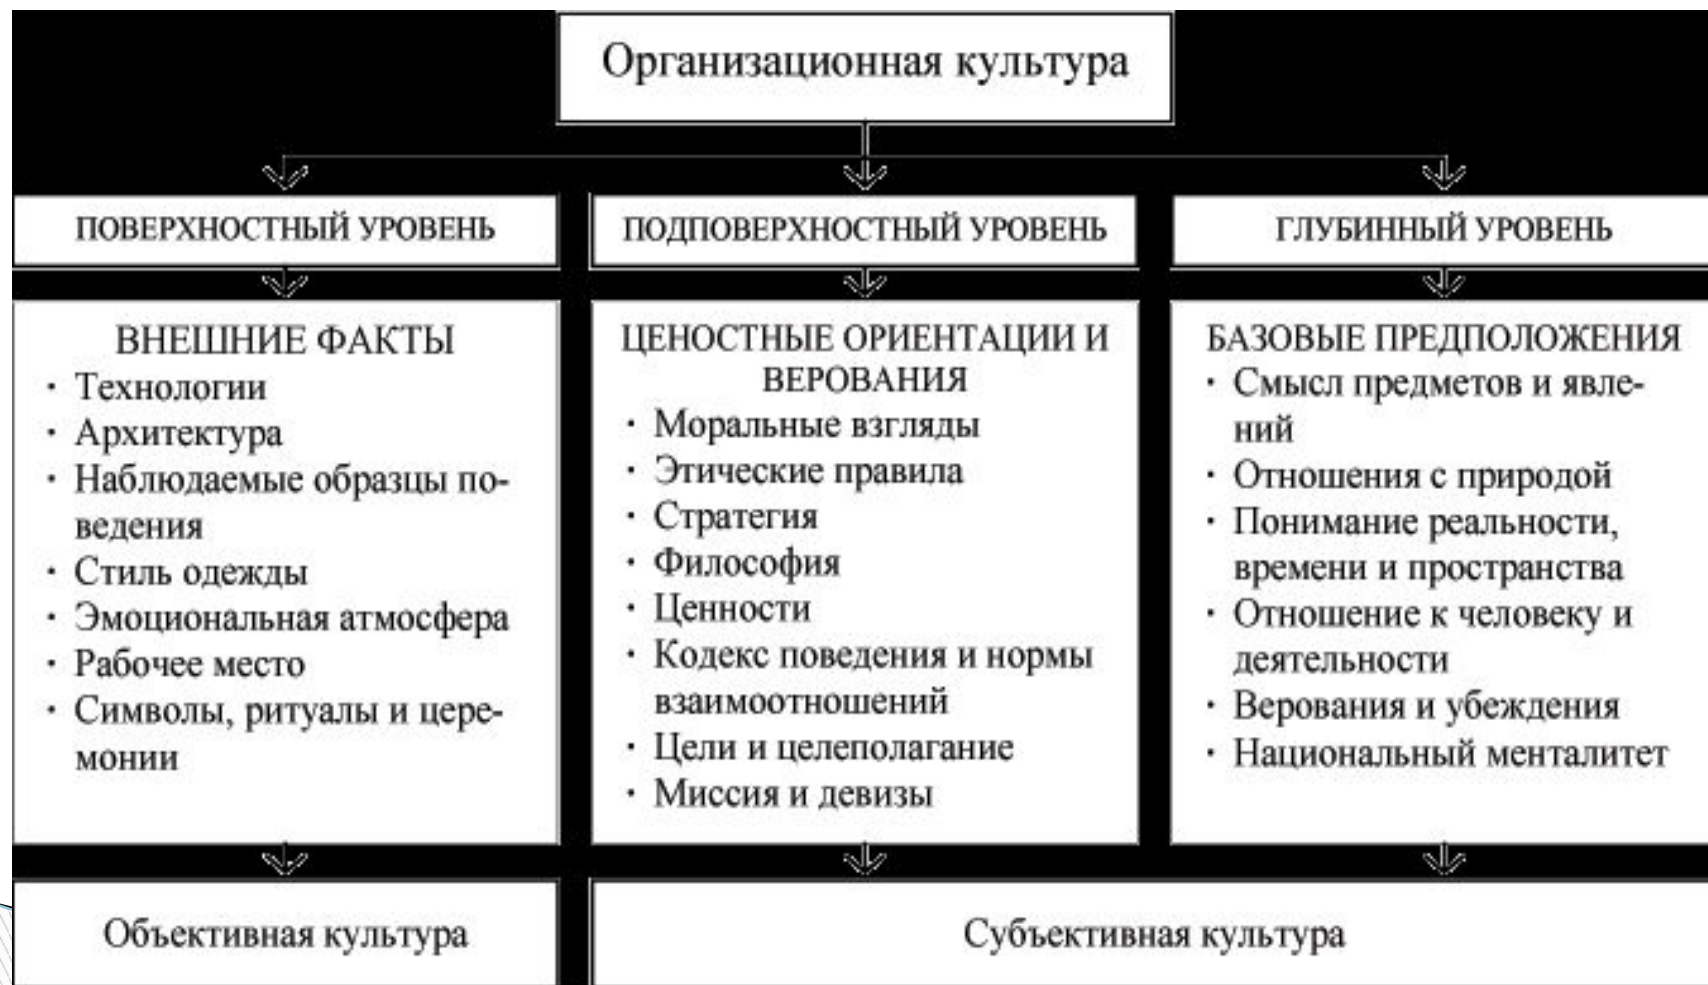 Организационная культура
ПОВЕРХНОСТНЫЙ УРОВЕНЬ
ВНЕШНИЕ ФАКТЫ
· Технологии
· Архитектура
· Наблюдаемые образцы по-
ведения
· Стиль одежды
· Эмоциональная атмосфера
· Рабочее место
· Символы, ритуалы и цере-
монии
Объективная культура
ПОДПОВЕРХНОСТНЫЙ УРОВЕНЬ
ЦЕНОСТНЫЕ ОРИЕНТАЦИИ И
ВЕРОВАНИЯ
· Моральные взгляды
· Этические правила
· Стратегия
· Философия
· Ценности
· Кодекс поведения и нормы
взаимоотношений
· Цели и целеполагание
· Миссия и девизы
ГЛУБИННЫЙ УРОВЕНЬ
БАЗОВЫЕ ПРЕДПОЛОЖЕНИЯ
· Смысл предметов и явле-
ний
· Отношения с природой
· Понимание реальности,
времени и пространства
· Отношение к человеку и
деятельности
· Верования и убеждения
· Национальный менталитет
Субъективная культура